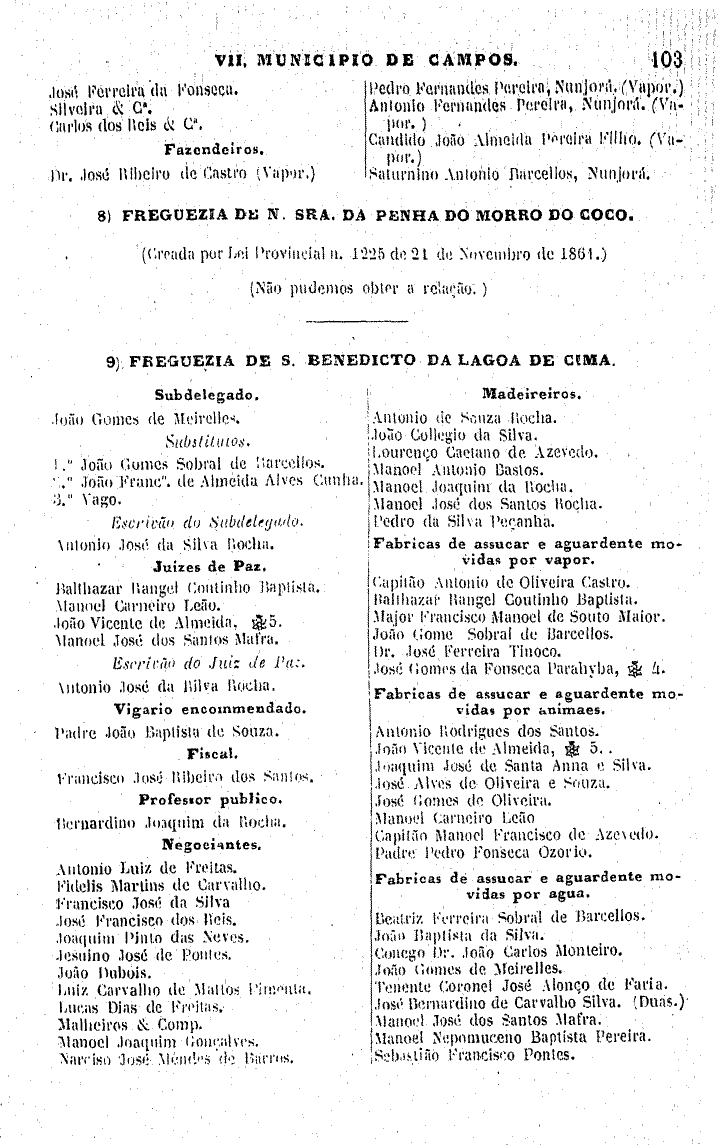 VII. MUNICIPIO DE CAMPOS. 103
José Ferreira da Fonseca.
Silveira & Cª.
Carlos dos Reis & Cª.
Fazendeiros.
Dr. José Ribeiro de Castro (Vapor.)
Pedro Fernandes Pereira, Nunjorá. (Vapor.)
Antonio Fernandes Pereira, Nunjorá. (Va-
por. )
Candido João Almeida Pereira Filho. (Va-
por.)
Saturnino Antonio Barcellos, Nunjorá.
8) FREGUEZIA DE N. SRA. DA PENHA DO MORRO DO COCO.
(Creada por Lei Provincial n. 1225 de 21 de Novembro de 1861.)
(Não pudemos obter a relação. )
9) FREGUEZIA DE S. BENEDICTO DA LAGOA DE CIMA.
Subdelegado.
João Gomes de Meirelles.
Substitutos.
1.º João Gomes Sobral de Barcellos.
2.º João Francº. de Almeida Alves Cunha.
3.º Vago.
Escrivão do Subdelegado.
Antonio José da Silva Rocha.
Juizes de Paz.
Balthazar Rangel Coutinho Baptista.
Manoel Carneiro Leão.
João Vicente de Almeida, 5.
Manoel José dos Santos Mafra.
Escrivão do Juiz de Paz.
Antonio José da Bilva Rocha.
Vigario encommendado.
Padre João Baptista de Souza.
Fiscal.
Francisco José Ribeiro dos Santos.
Professor publico.
Bernardino Joaquim da Rocha.
Negociantes.
Antonio Luiz de Freitas.
Fidelis Martins de Carvalho.
Francisco José da Silva
José Francisco dos Reis.
Joaquim Pinto das Neves.
Jesuino José de Pontes.
João Dubois.
Luiz Carvalho de Mattos Pimenta.
Lucas Dias de Freitas.
Malheiros & Comp.
Manoel Joaquim Gonçalves.
Narciso José Méndes de Barros.
Madeireiros.
Antonio de Souza Rocha.
João Collegio da Silva.
Lourenço Caetano de Azevedo.
Manoel Antonio Bastos.
Manoel Joaquim da Rocha.
Manoel José dos Santos Rocha.
Pedro da Silva Peçanha.
Fabricas de assucar e aguardente mo-
vidas por vapor.
Capitão Antonio de Oliveira Castro.
Balthazar Rangel Coutinho Baptista.
Major Francisco Manoel de Souto Maior.
João Gome Sobral de Barcellos.
Dr. José Ferreira Tinoco.
José Gomes da Fonseca Parahyba, 4.
Fabricas de assucar e aguardente mo-
vidas por animaes.
Antonio Rodrigues dos Santos.
João Vicente de Almeida, 5. .
Joaquim José de Santa Anna e Silva.
José Alves de Oliveira e Souza.
José Gomes de Oliveira.
Manoel Carneiro Leão
Capitão Manoel Francisco de Azevedo.
Padre Pedro Fonseca Ozorio.
Fabricas de assucar e aguardente mo-
vidas por agua.
Beatriz Ferreira Sobral de Barcellos.
João Baptista da Silva.
Conego Dr. João Carlos Monteiro.
João Gomes de Meirelles.
Tenente Coronel José Alonço de Faria.
José Bernardino de Carvalho Silva. (Duas.)
Manoel José dos Santos Mafra.
Manoel Nepomuceno Baptista Pereira.
Sebastião Francisco Pontes.